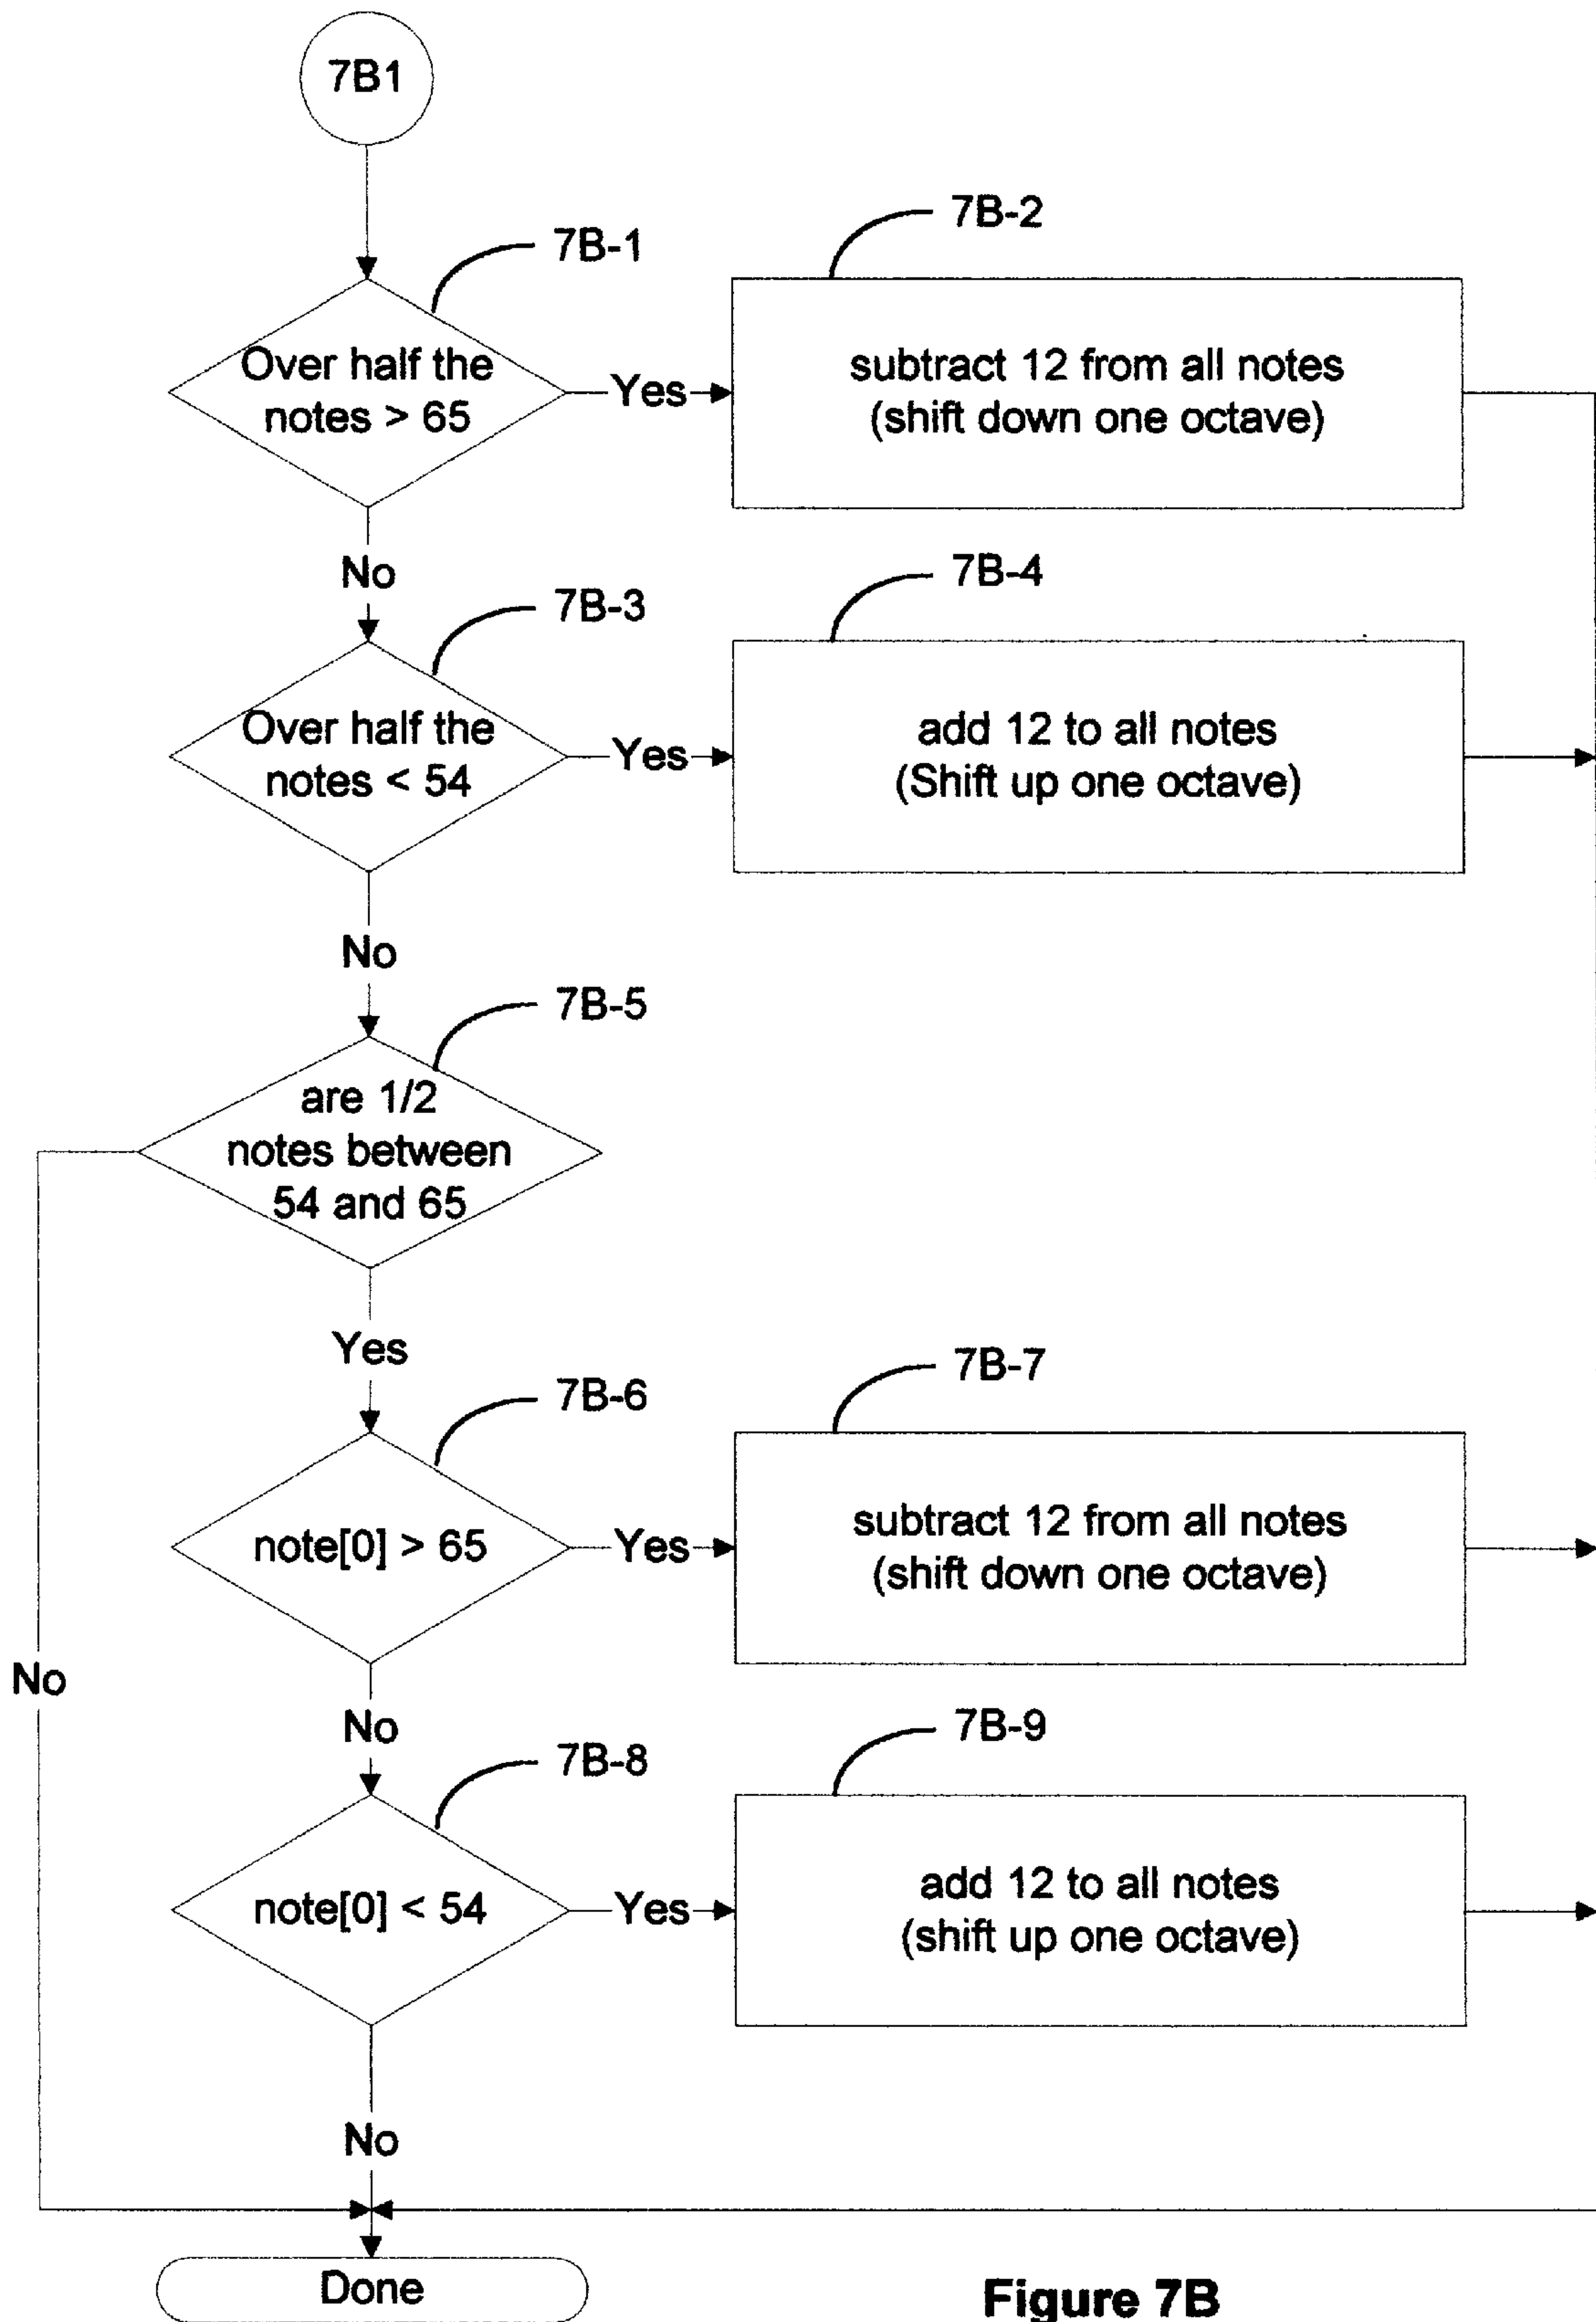 7B1
7B-1
7B-2
Over half the
notes > 65
Yes
subtract 12 from all notes
(shift down one octave)
No
7B-3
7B-4
Over half the
notes < 54
Yes
add 12 to all notes
(Shift up one octave)
No
7B-5
are 1/2
notes between
54 and 65
Yes
7B-6
7B-7
note[0] > 65
Yes
subtract 12 from all notes
(shift down one octave)
No
No
7B-8
7B-9
note[0] < 54
Yes
add 12 to all notes
(shift up one octave)
No
Done
Figure 7B